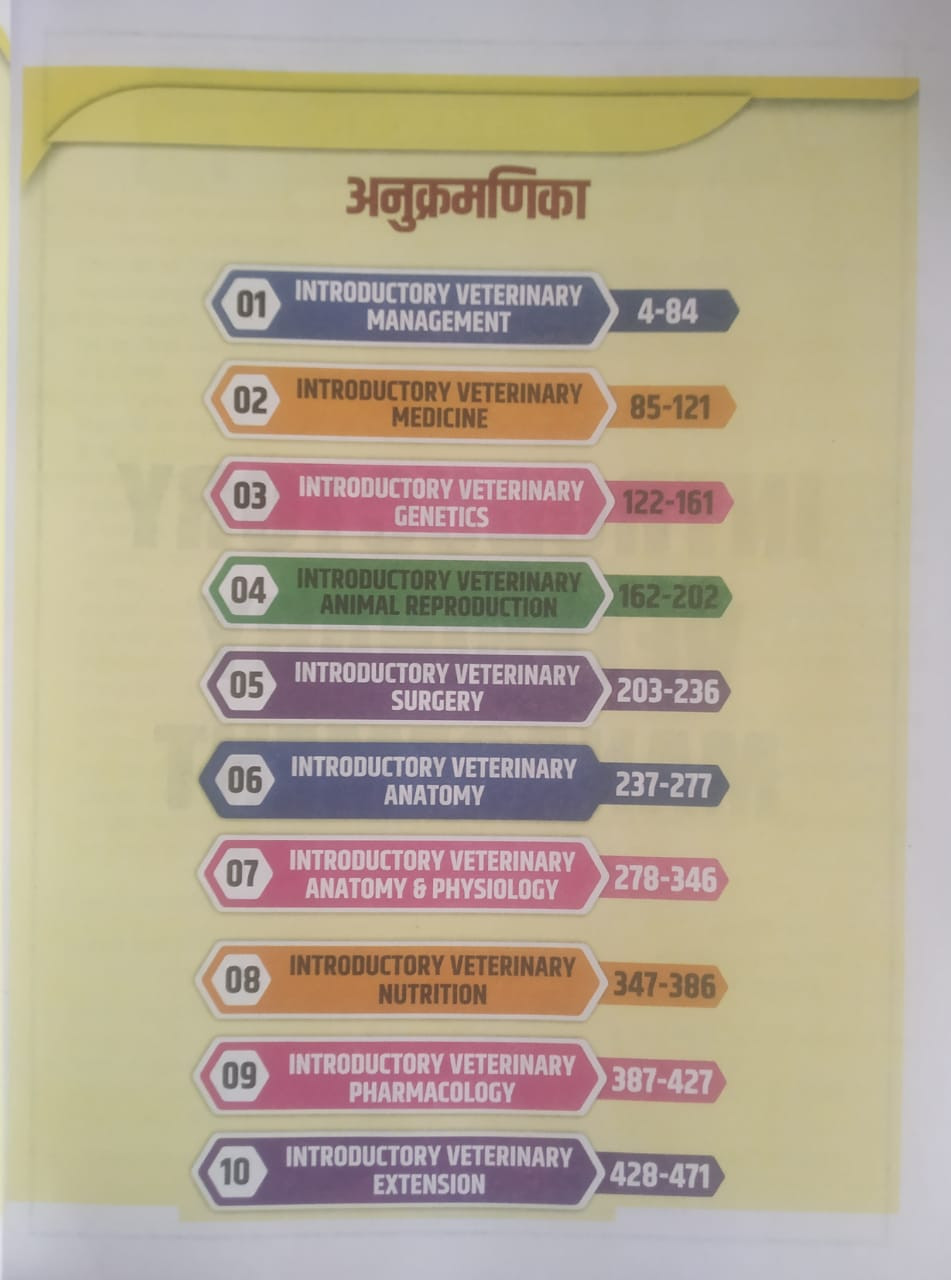 अनुक्रमणिका
01 INTRODUCTORY VETERINARY
MANAGEMENT 4-84
02 INTRODUCTORY VETERINARY
MEDICINE 85-121
03 INTRODUCTORY VETERINARY
GENETICS 122-161
04 INTRODUCTORY VETERINARY
ANIMAL REPRODUCTION 162-202
05 INTRODUCTORY VETERINARY
SURGERY 203-236
06 INTRODUCTORY VETERINARY
ANATOMY 237-277
07 INTRODUCTORY VETERINARY
ANATOMY & PHYSIOLOGY 278-346
08 INTRODUCTORY VETERINARY
NUTRITION 347-386
09 INTRODUCTORY VETERINARY
PHARMACOLOGY 387-427
10 INTRODUCTORY VETERINARY
EXTENSION 428-471